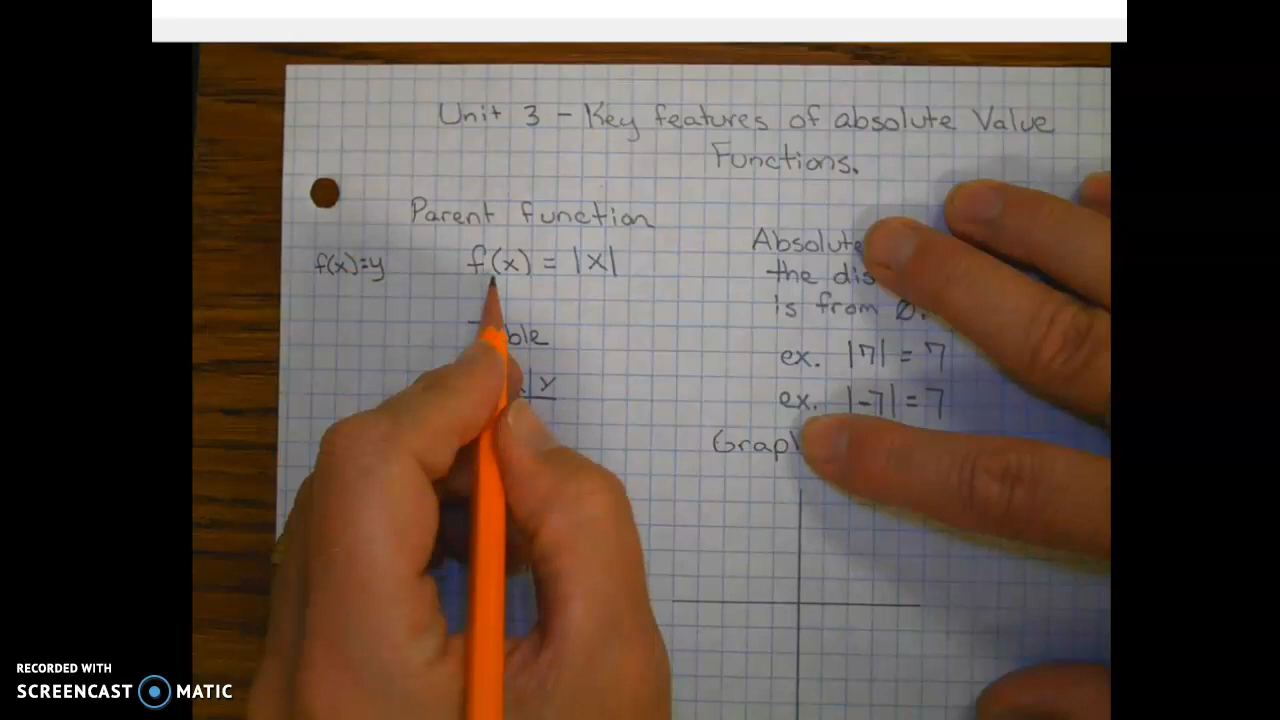 Unit 3 - Key features of absolute Value
Functions.
Parent function
f(x)=y
f(x) = |x|
Absolute
the
is from 0.
ex. |7| = 7
ex. |-7| = 7
y
RECORDED WITH
SCREENCAST MATIC